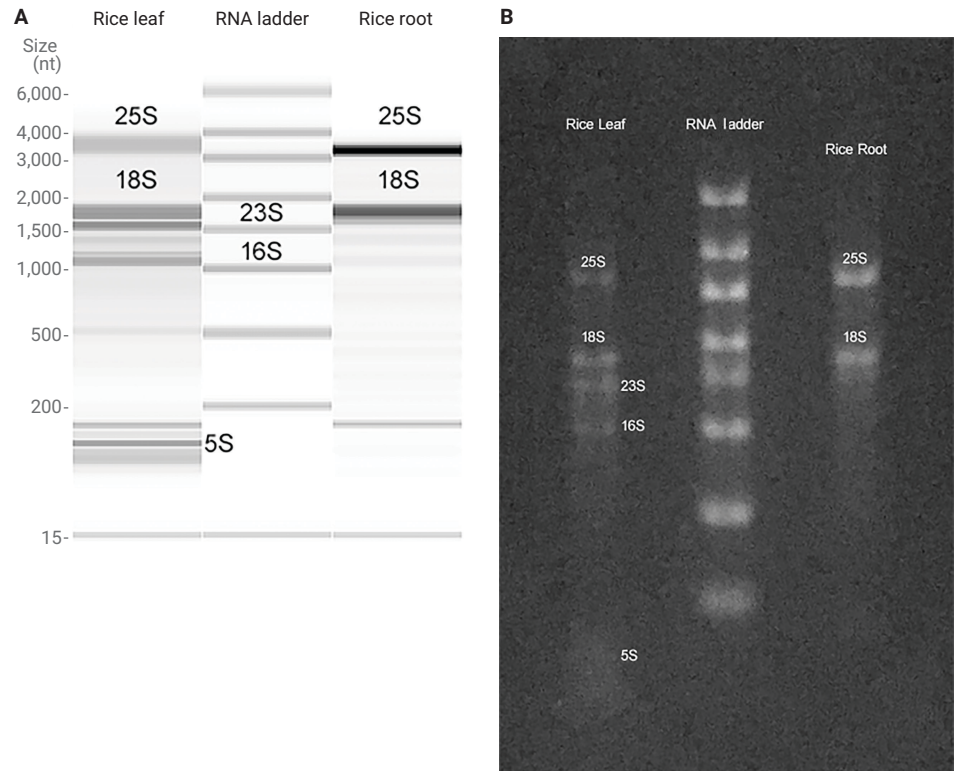 A
Rice leaf
RNA ladder
Rice root
Size
(nt)
6,000-
4,000-
3,000-
2,000-
1,500-
1,000-
500-
200-
15-
25S
18S
5S
23S
16S
25S
18S
B
Rice Leaf
RNA ladder
Rice Root
25S
18S
23S
16S
5S
25S
18S